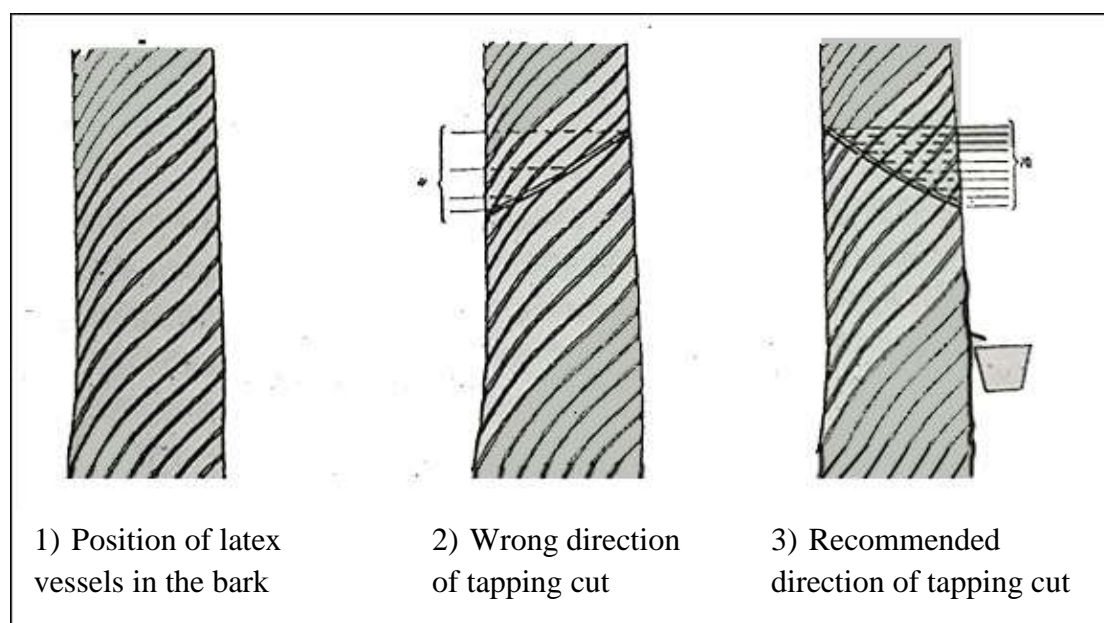 1) Position of latex
vessels in the bark
2) Wrong direction
of tapping cut
3) Recommended
direction of tapping cut